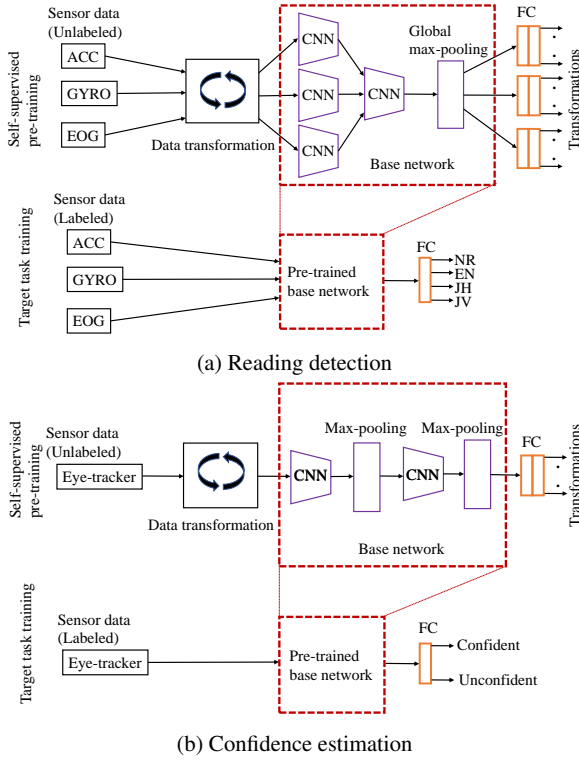 Self-supervised
pre-training
Sensor data
(Unlabeled)
ACC
GYRO
EOG
Data transformation
CNN
CNN
CNN
CNN
Global
max-pooling
Base network
FC
Transformations
Target task training
Sensor data
(Labeled)
ACC
GYRO
EOG
Pre-trained
base network
FC
NR
EN
JH
JV
(a) Reading detection
Self-supervised
pre-training
Sensor data
(Unlabeled)
Eye-tracker
Data transformation
CNN
Max-pooling
CNN
Max-pooling
Base network
FC
Transformations
Target task training
Sensor data
(Labeled)
Eye-tracker
Pre-trained
base network
FC
Confident
Unconfident
(b) Confidence estimation